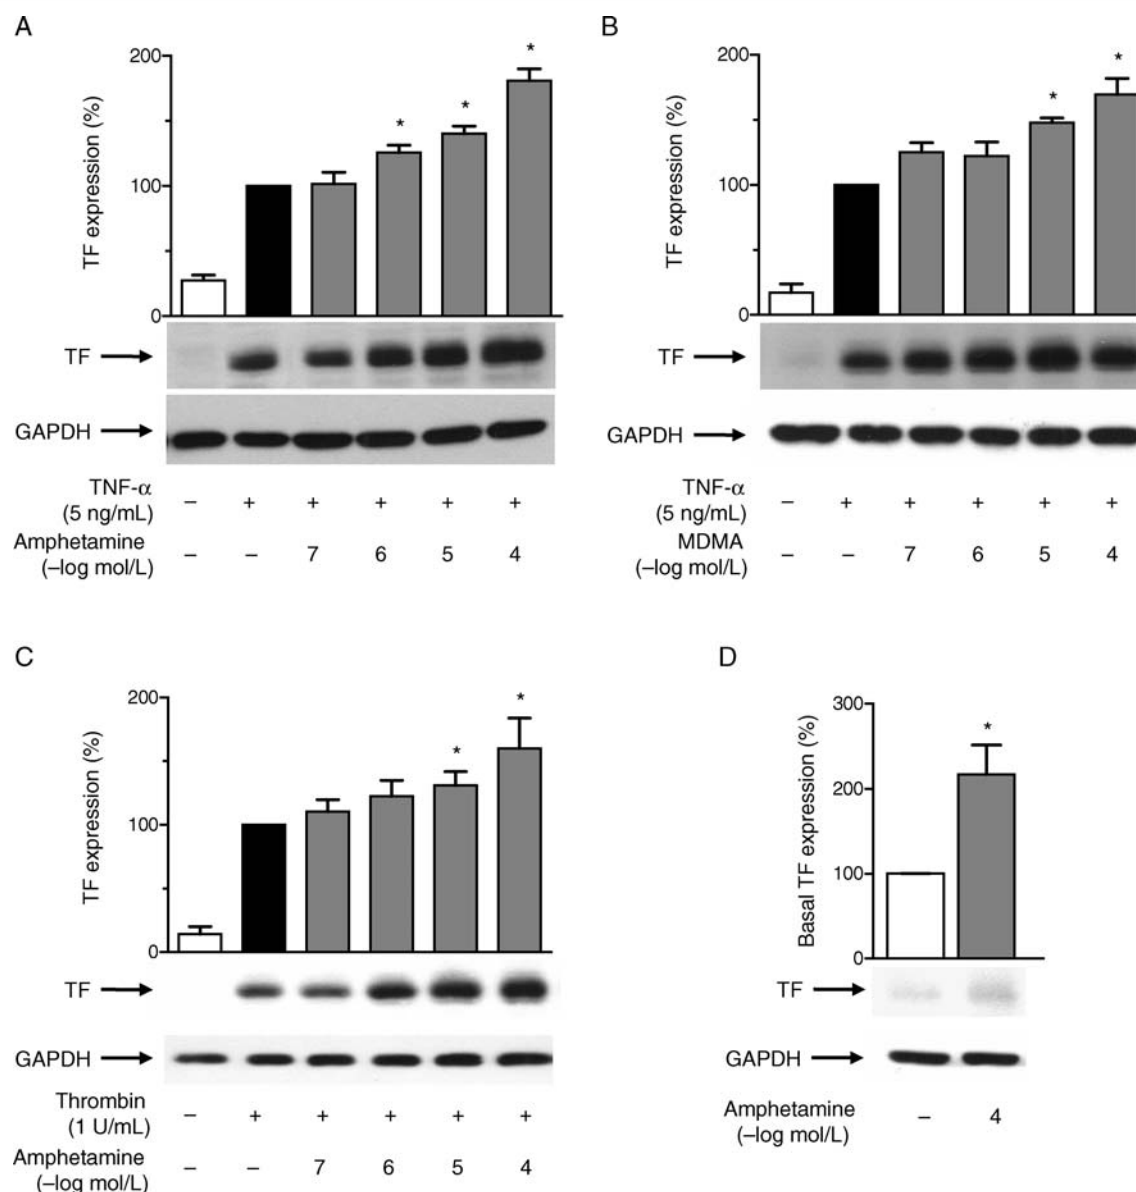 A
200
100
0
TF expression (%)
* * *
TF
GAPDH
TNF-α
(5 ng/mL)
– + + + + +
Amphetamine
(–log mol/L)
– – 7 6 5 4
B
200
100
0
TF expression (%)
* *
TF
GAPDH
TNF-α
(5 ng/mL)
– + + + + +
MDMA
(–log mol/L)
– – 7 6 5 4
C
200
100
0
TF expression (%)
* *
TF
GAPDH
Thrombin
(1 U/mL)
– + + + + +
Amphetamine
(–log mol/L)
– – 7 6 5 4
D
300
200
100
0
Basal TF expression (%)
*
TF
GAPDH
Amphetamine
(–log mol/L)
– 4